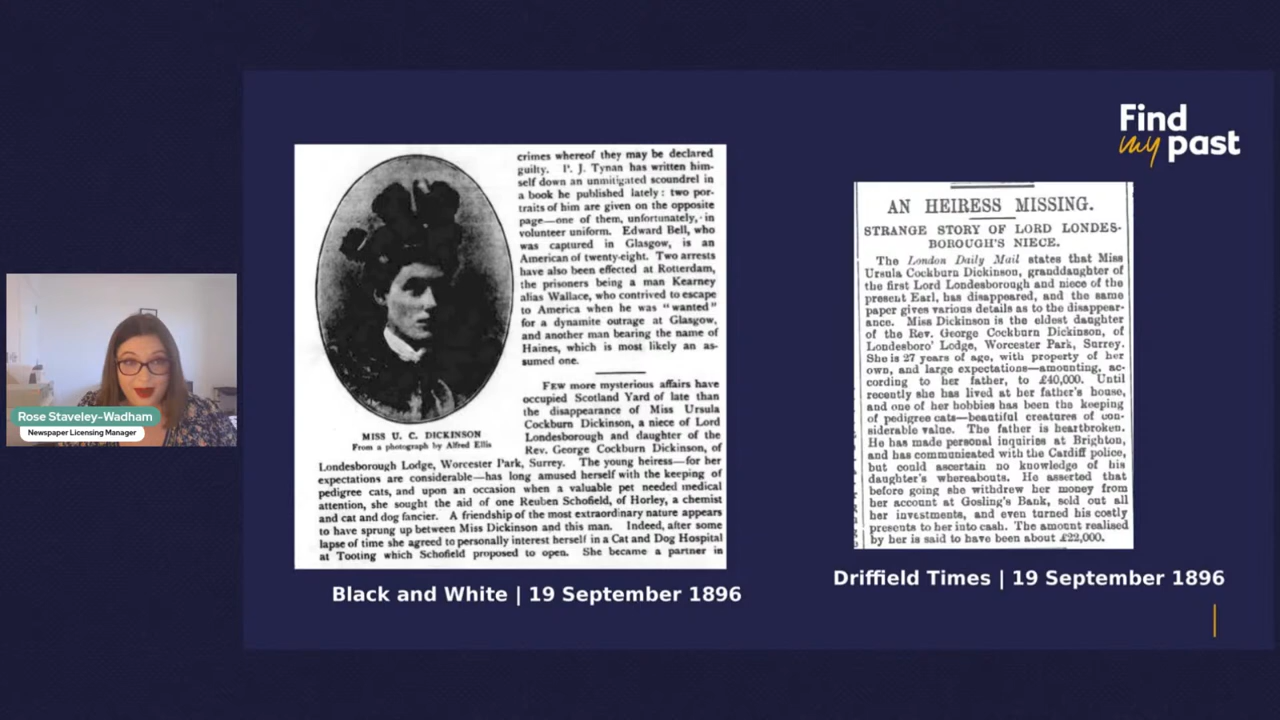 Find
my past
crimes whereof they may be declared
guilty. P. J. Tynan has written him-
self down an unmitigated scoundrel in
a book he published lately: two por-
traits of him are given on the opposite
page—one of them, unfortunately, in
volunteer uniform. Edward Bell, who
was captured in Glasgow, is an
American of twenty-eight. Two arrests
have also been effected at Rotterdam,
the prisoners being a man Kearney
alias Wallace, who contrived to escape
to America when he was "wanted"
for a dynamite outrage at Glasgow,
and another man bearing the name of
Haines, which is most likely an as-
sumed one.
MISS U. C. DICKINSON
From a photograph by Alfred Ellis
FEW more mysterious affairs have
occupied Scotland Yard of late than
the disappearance of Miss Ursula
Cockburn Dickinson, a niece of Lord
Londesborough and daughter of the
Rev. George Cockburn Dickinson, of
Londesborough Lodge, Worcester Park, Surrey. The young heiress—for her
expectations are considerable—has long amused herself with the keeping of
pedigree cats, and upon an occasion when a valuable pet needed medical
attention, she sought the aid of one Reuben Schofield, of Horley, a chemist
and cat and dog fancier. A friendship of the most extraordinary nature appears
to have sprung up between Miss Dickinson and this man. Indeed, after some
lapse of time she agreed to personally interest herself in a Cat and Dog Hospital
at Tooting which Schofield proposed to open. She became a partner in
Black and White | 19 September 1896
AN HEIRESS MISSING.
STRANGE STORY OF LORD LONDES-
BOROUGH'S NIECE.
The London Daily Mail states that Miss
Ursula Cockburn Dickinson, granddaughter of
the first Lord Londesborough and niece of the
present Earl, has disappeared, and the same
paper gives various details as to the disappear-
ance. Miss Dickinson is the eldest daughter
of the Rev. George Cockburn Dickinson, of
Londesboro' Lodge, Worcester Park, Surrey.
She is 27 years of age, with property of her
own, and large expectations—amounting, ac-
cording to her father, to £40,000. Until
recently she has lived at her father's house,
and one of her hobbies has been the keeping
of pedigree cats—beautiful creatures of con-
siderable value. The father is heartbroken.
He has made personal inquiries at Brighton,
and has communicated with the Cardiff police,
but could ascertain no knowledge of his
daughter's whereabouts. He asserted that
before going she withdrew her money from
her account at Gosling's Bank, sold out all
her investments, and even turned his costly
presents to her into cash. The amount realised
by her is said to have been about £22,000.
Driffield Times | 19 September 1896
Rose Staveley-Wadham
Newspaper Licensing Manager